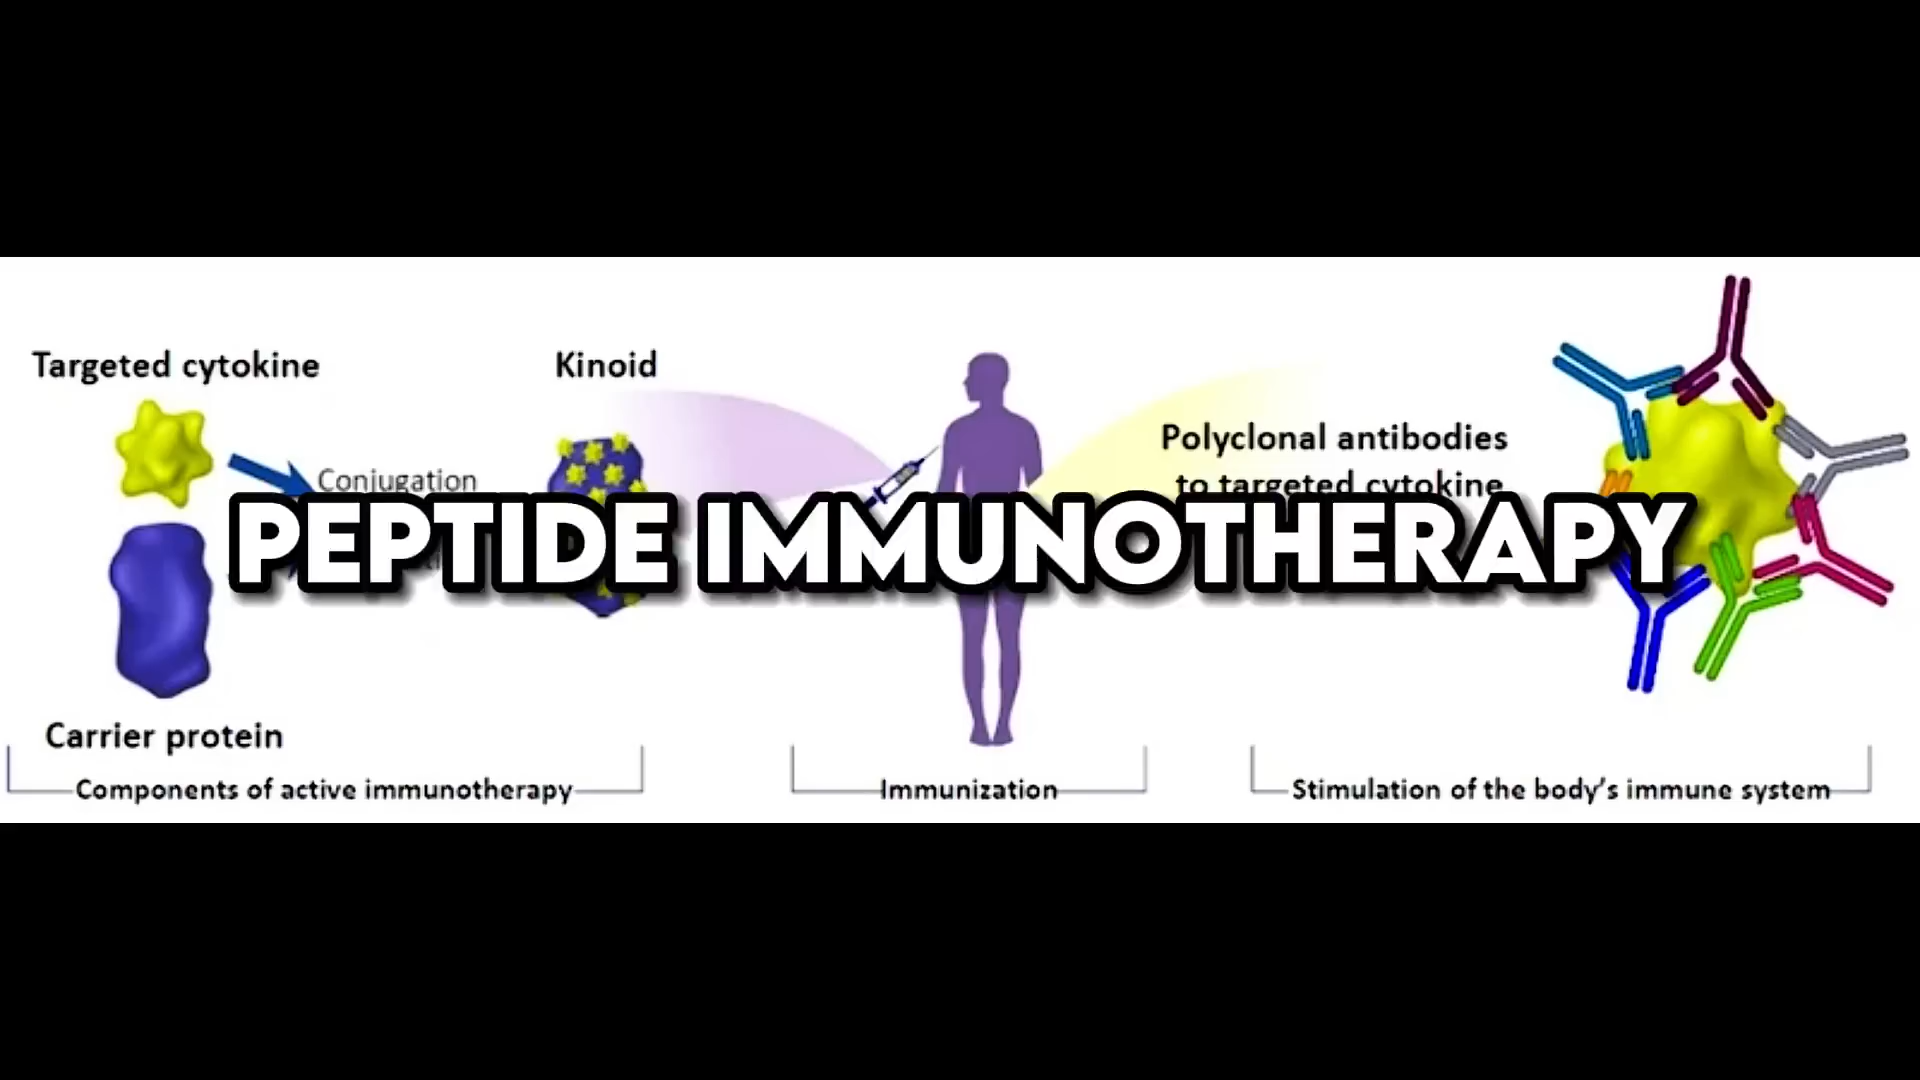 Targeted cytokine
Kinoid
Conjugation
Polyclonal antibodies
to targeted cytokine
PEPTIDE IMMUNOTHERAPY
Carrier protein
Components of active immunotherapy
Immunization
Stimulation of the body's immune system